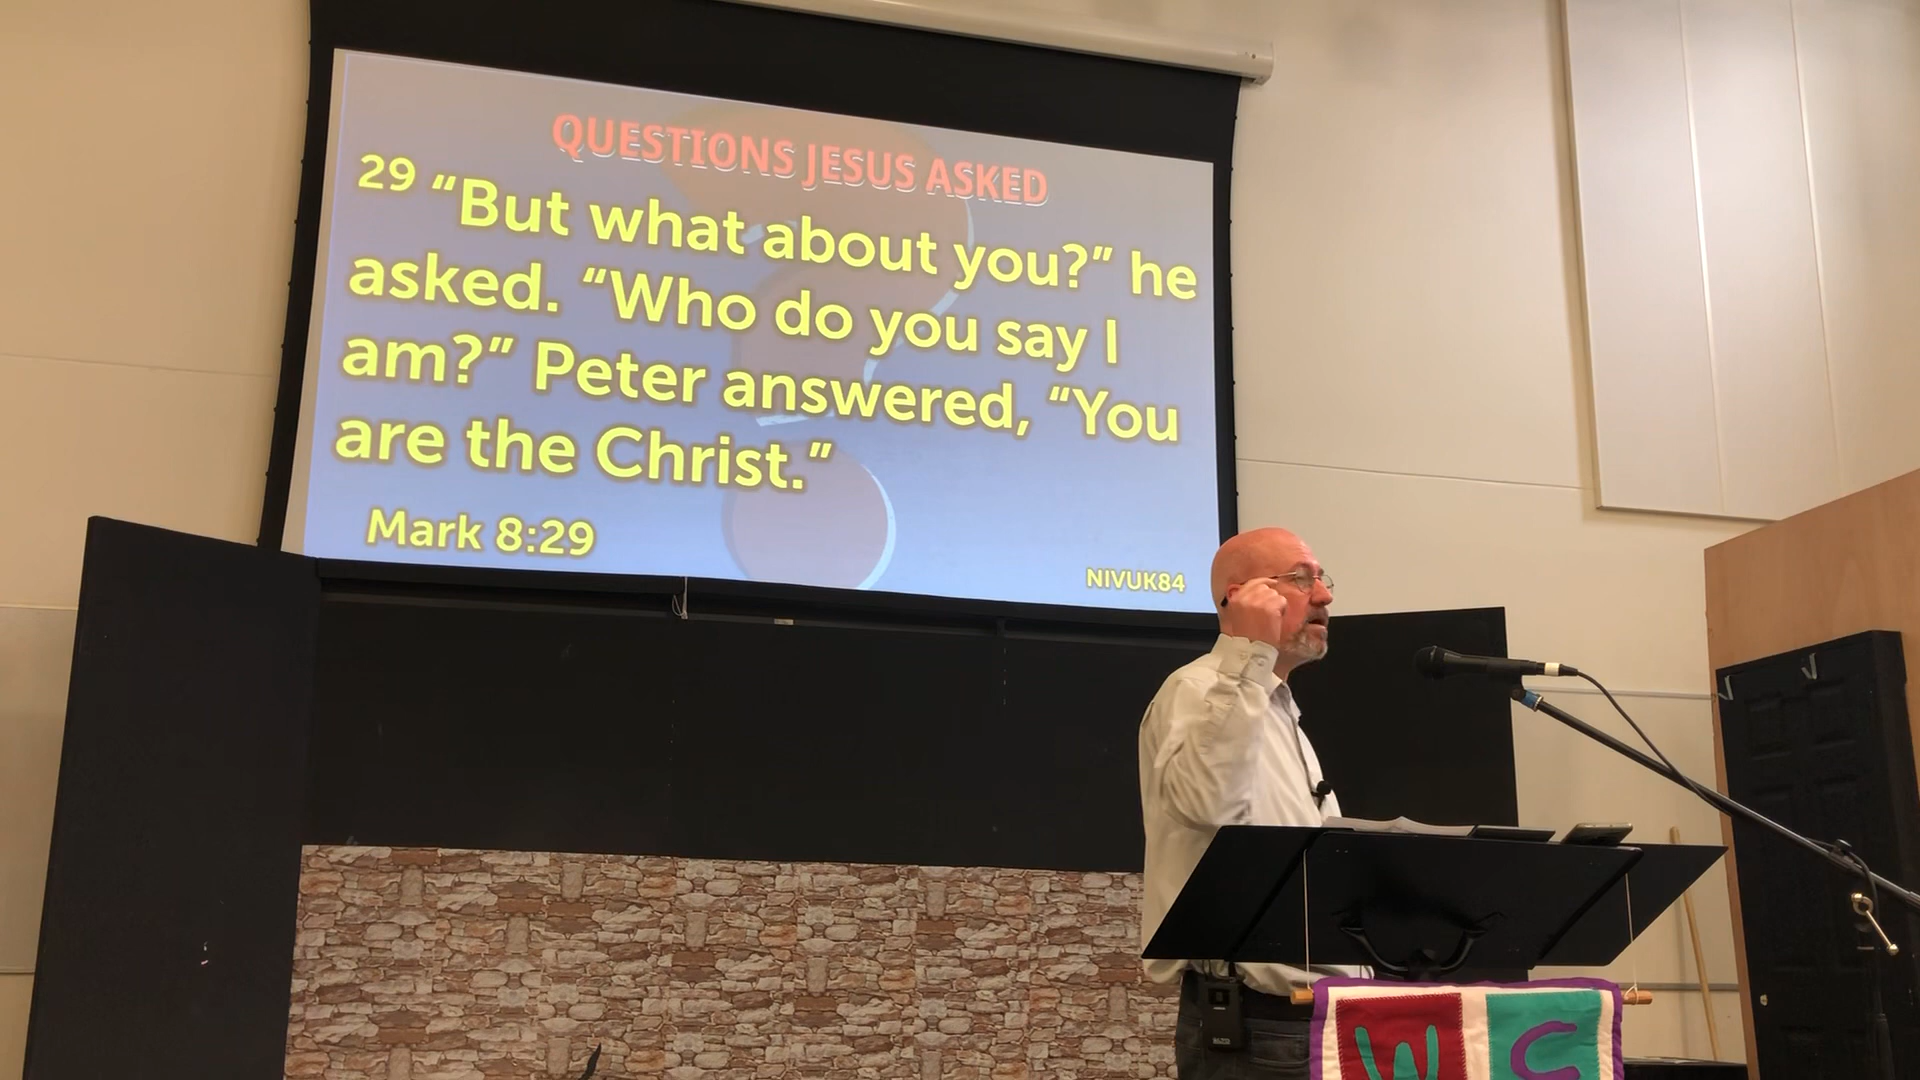 QUESTIONS JESUS ASKED
29 “But what about you?” he
asked. “Who do you say I
am?” Peter answered, “You
are the Christ.”
Mark 8:29
NIVUK84
W C